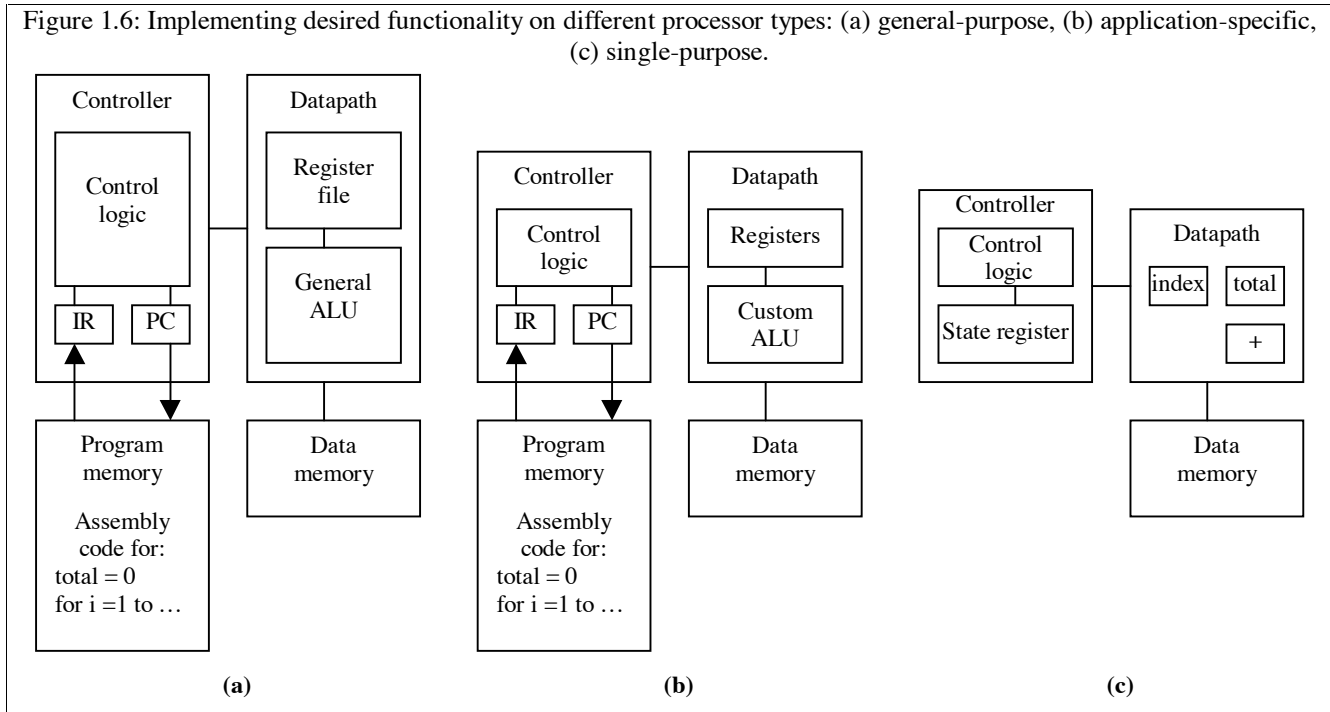 Figure 1.6: Implementing desired functionality on different processor types: (a) general-purpose, (b) application-specific,
(c) single-purpose.
Controller
Control
logic
IR
PC
Datapath
Register
file
General
ALU
Program
memory
Assembly
code for:
total = 0
for i =1 to …
Data
memory
(a)
Controller
Control
logic
IR
PC
Datapath
Registers
Custom
ALU
Program
memory
Assembly
code for:
total = 0
for i =1 to …
Data
memory
(b)
Controller
Control
logic
State register
Datapath
index
total
+
Data
memory
(c)